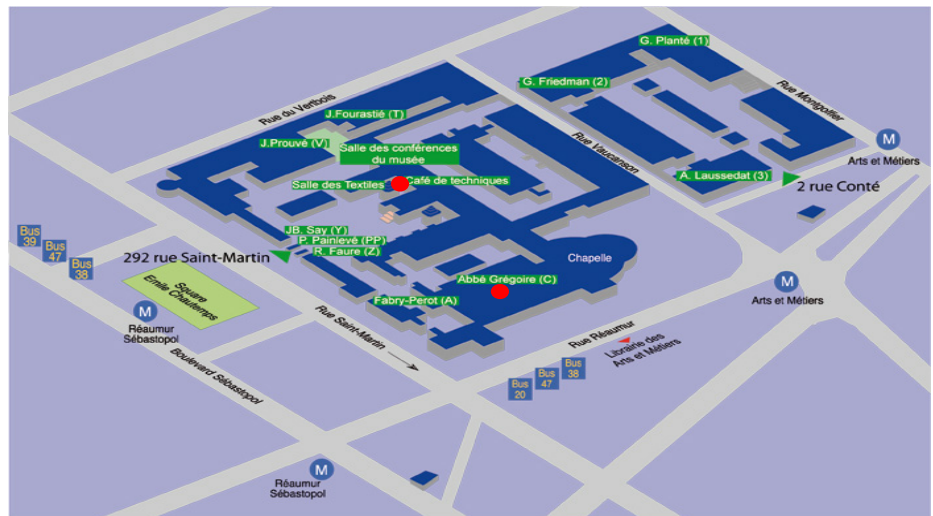 G. Planté (1)
G. Friedman (2)
Rue Montgolfier
Rue du Vertbois
J.Fourastié (T)
J.Prouvé (V)
Salle des conférences
du musée
Rue Vaucanson
M
Arts et Métiers
A. Laussedat (3)
2 rue Conté
Salle des Textiles
Café de techniques
JB. Say (Y)
P. Painlevé (PP)
R. Faure (Z)
292 rue Saint-Martin
Bus
39
Bus
47
Bus
38
Chapelle
Abbé Grégoire (C)
Fabry-Perot (A)
Square
Emile Chautemps
M
Arts et Métiers
M
Réaumur
Sébastopol
Rue Saint-Martin
Rue Réaumur
Librairie des
Arts et Métiers
Boulevard Sébastopol
Bus
20
Bus
47
Bus
38
M
Réaumur
Sébastopol